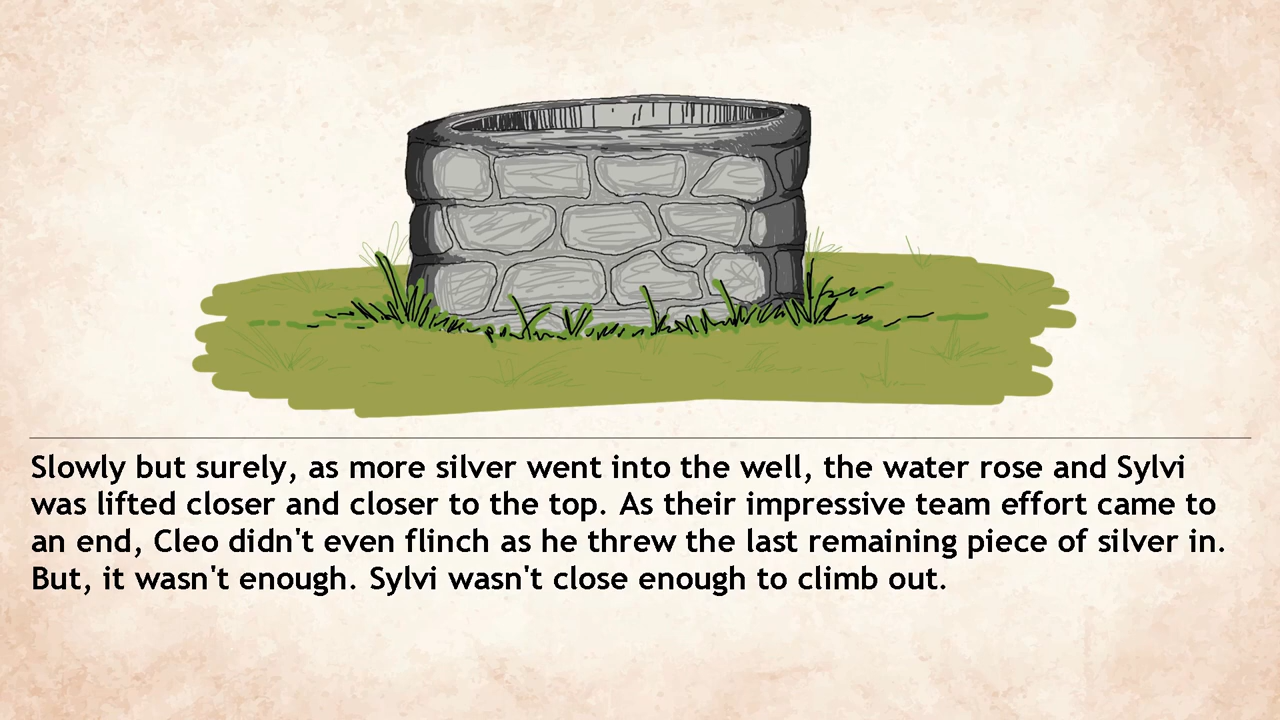 Slowly but surely, as more silver went into the well, the water rose and Sylvi
was lifted closer and closer to the top. As their impressive team effort came to
an end, Cleo didn't even flinch as he threw the last remaining piece of silver in.
But, it wasn't enough. Sylvi wasn't close enough to climb out.